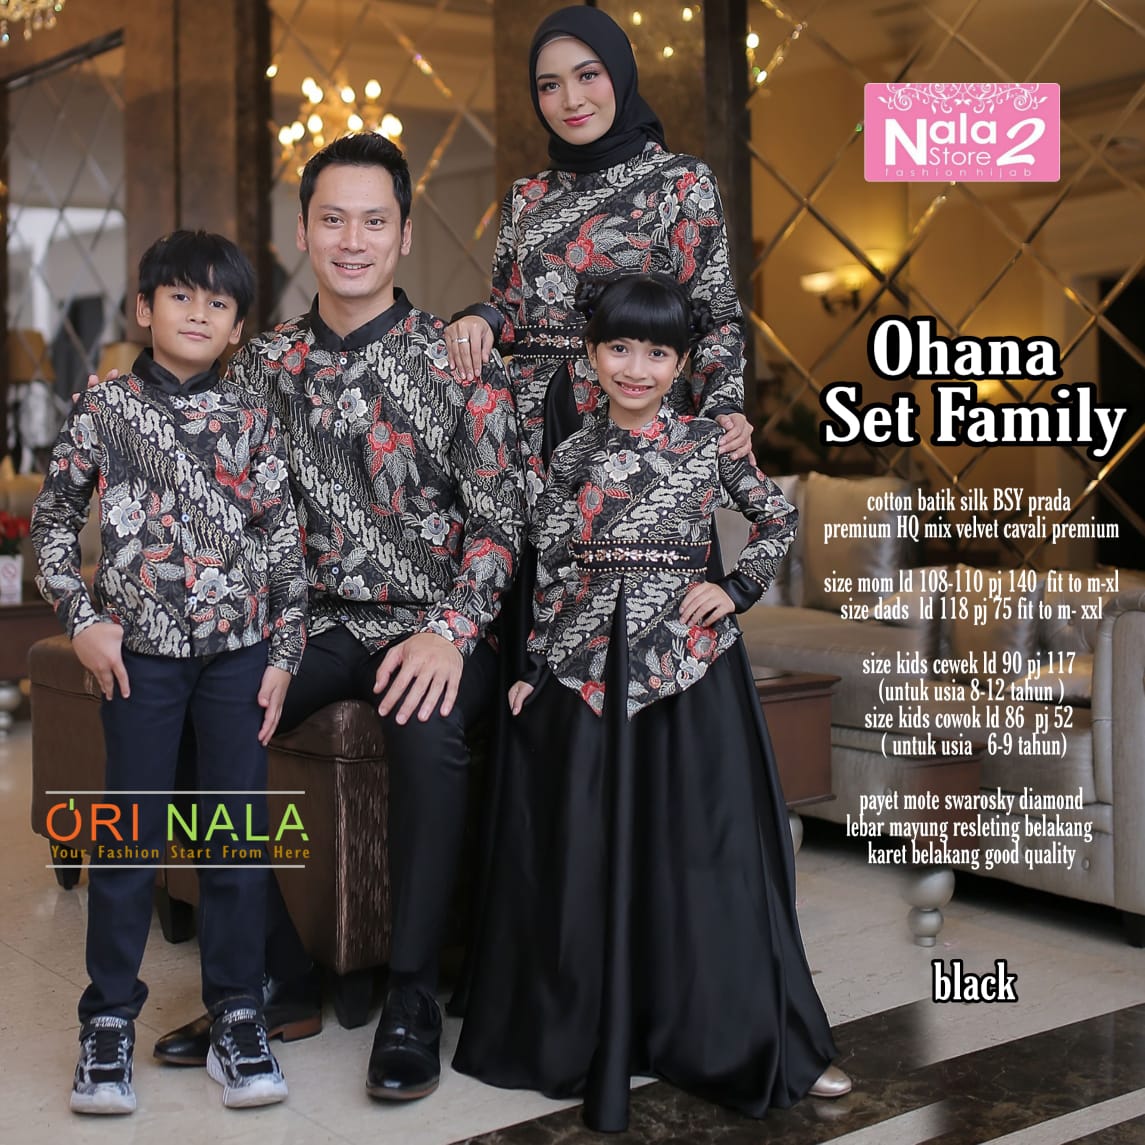 Nala 2
Store
fashion hijab
Ohana
Set Family
cotton batik silk BSY prada
premium HQ mix velvet cavali premium
size mom ld 108-110 pj 140 fit to m-xl
size dads ld 118 pj 75 fit to m- xxl
size kids cewek ld 90 pj 117
(untuk usia 8-12 tahun )
size kids cowok ld 86 pj 52
( untuk usia 6-9 tahun)
payet mote swarosky diamond
lebar mayung resleting belakang
karet belakang good quality
ORI NALA
Your Fashion Start From Here
black